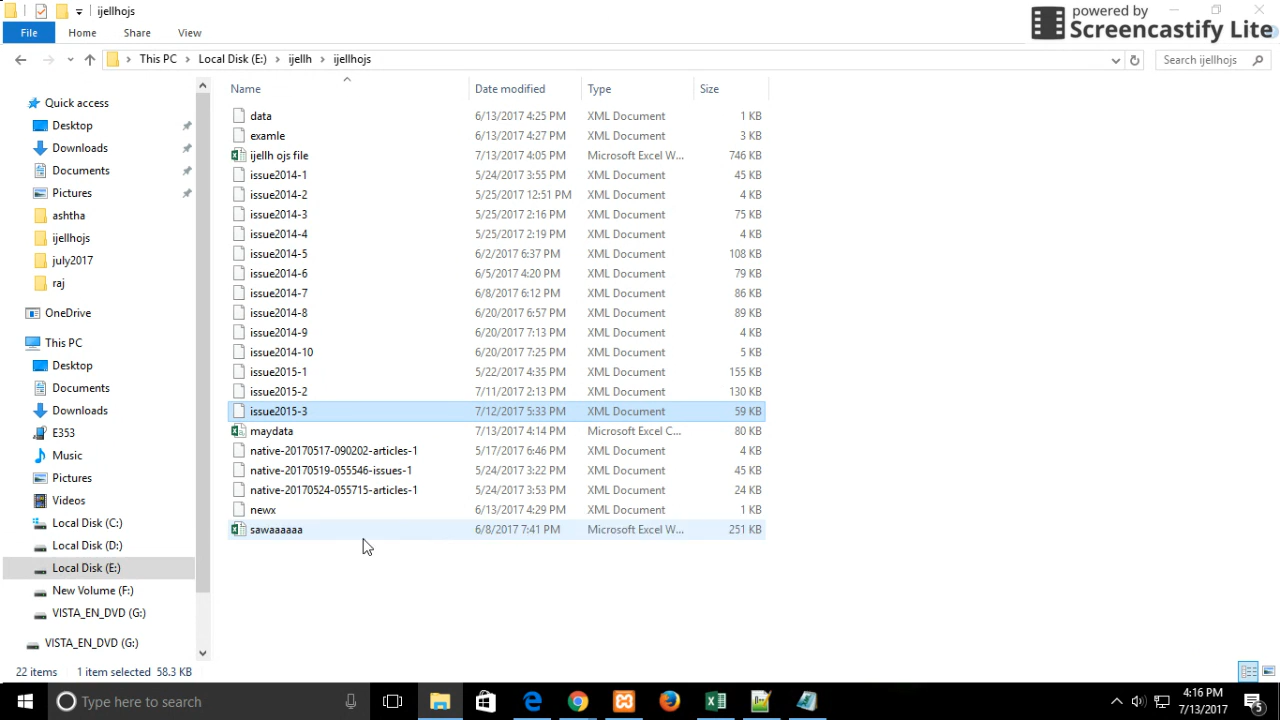 ijellhojs
powered by
Screencastify Lite
File Home Share View
This PC Local Disk (E:) ijellh ijellhojs
Search ijellhojs
Name Date modified Type Size
Quick access
Desktop
Downloads
Documents
Pictures
ashtha
ijellhojs
july2017
raj
OneDrive
This PC
Desktop
Documents
Downloads
E353
Music
Pictures
Videos
Local Disk (C:)
Local Disk (D:)
Local Disk (E:)
New Volume (F:)
VISTA_EN_DVD (G:)
VISTA_EN_DVD (G:)
data 6/13/2017 4:25 PM XML Document 1 KB
examle 6/13/2017 4:27 PM XML Document 3 KB
ijellh ojs file 7/13/2017 4:05 PM Microsoft Excel W... 746 KB
issue2014-1 5/24/2017 3:55 PM XML Document 45 KB
issue2014-2 5/25/2017 12:51 PM XML Document 4 KB
issue2014-3 5/25/2017 2:16 PM XML Document 75 KB
issue2014-4 5/25/2017 2:19 PM XML Document 4 KB
issue2014-5 6/2/2017 6:37 PM XML Document 108 KB
issue2014-6 6/5/2017 4:20 PM XML Document 79 KB
issue2014-7 6/8/2017 6:12 PM XML Document 86 KB
issue2014-8 6/20/2017 6:57 PM XML Document 89 KB
issue2014-9 6/20/2017 7:13 PM XML Document 4 KB
issue2014-10 6/20/2017 7:25 PM XML Document 5 KB
issue2015-1 5/22/2017 4:35 PM XML Document 155 KB
issue2015-2 7/11/2017 2:13 PM XML Document 130 KB
issue2015-3 7/12/2017 5:33 PM XML Document 59 KB
maydata 7/13/2017 4:14 PM Microsoft Excel C... 80 KB
native-20170517-090202-articles-1 5/17/2017 6:46 PM XML Document 4 KB
native-20170519-055546-issues-1 5/24/2017 3:22 PM XML Document 45 KB
native-20170524-055715-articles-1 5/24/2017 3:53 PM XML Document 24 KB
newx 6/13/2017 4:29 PM XML Document 1 KB
sawaaaaaa 6/8/2017 7:41 PM Microsoft Excel W... 251 KB
22 items 1 item selected 58.3 KB
Type here to search
4:16 PM
7/13/2017
5